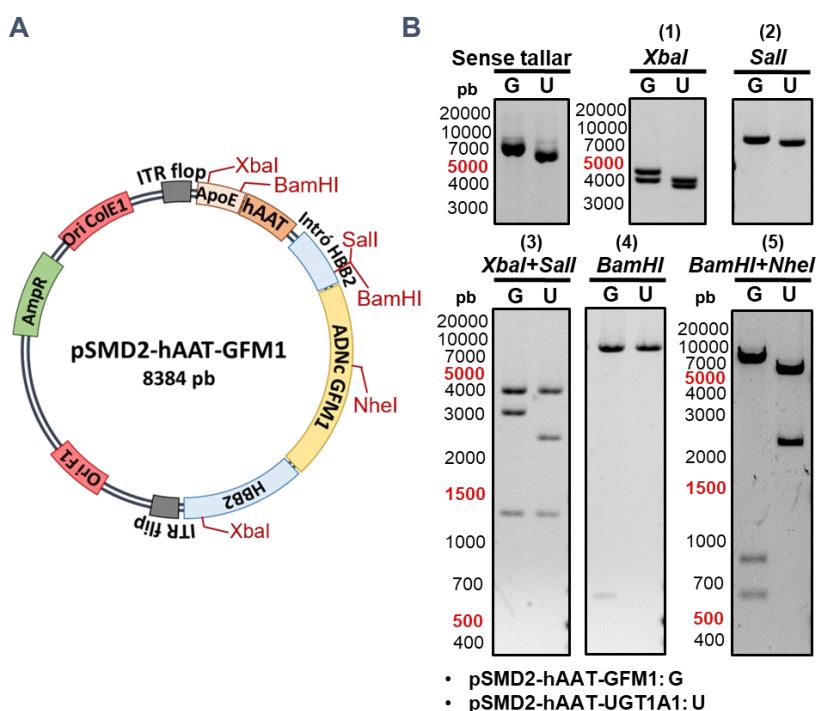 A
ITR flop
XbaI
ApoE
BamHI
hAAT
Intró HBB2
SalI
BamHI
Ori ColE1
AmpR
pSMD2-hAAT-GFM1
8384 pb
ADNc GFM1
NheI
Ori F1
ITR flip
HBB2
XbaI
B
Sense tallar
pb G U
20000
10000
7000
5000
4000
3000
(1)
XbaI
G U
20000
10000
7000
5000
4000
3000
(2)
SalI
G U
(3)
XbaI+SalI
pb G U
20000
10000
7000
5000
4000
3000
2000
1500
1000
700
500
400
(4)
BamHI
G U
(5)
BamHI+NheI
pb G U
20000
10000
7000
5000
4000
3000
2000
1500
1000
700
500
400
• pSMD2-hAAT-GFM1: G
• pSMD2-hAAT-UGT1A1: U